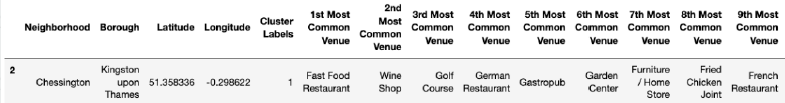 Neighborhood Borough Latitude Longitude Cluster Labels 1st Most Common Venue 2nd Most Common Venue 3rd Most Common Venue 4th Most Common Venue 5th Most Common Venue 6th Most Common Venue 7th Most Common Venue 8th Most Common Venue 9th Most Common Venue
2 Chessington Kingston upon Thames 51.358336 -0.298622 1 Fast Food Restaurant Wine Shop Golf Course German Restaurant Gastropub Garden Center Furniture / Home Store Fried Chicken Joint French Restaurant